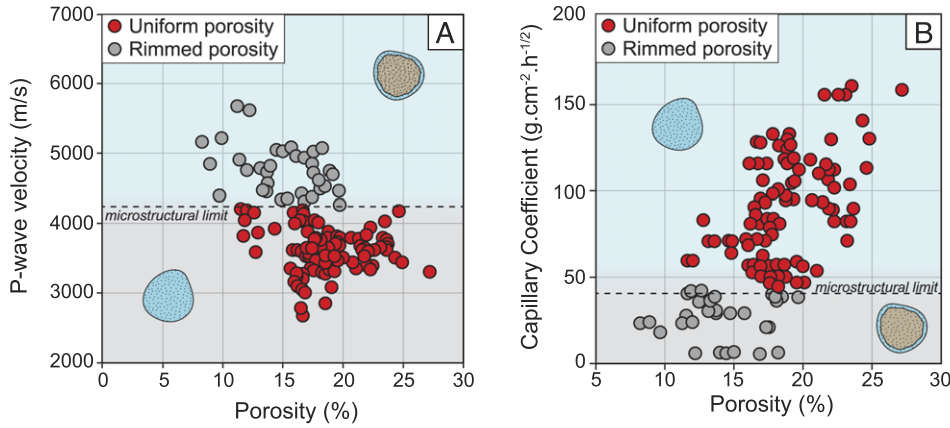 Uniform porosity
Rimmed porosity
A
7000
6000
5000
4000
3000
2000
P-wave velocity (m/s)
microstructural limit
0
5
10
15
20
25
30
Porosity (%)
Uniform porosity
Rimmed porosity
B
200
150
100
50
0
Capillary Coefficient (g.cm⁻².h⁻¹/²)
microstructural limit
5
10
15
20
25
30
Porosity (%)